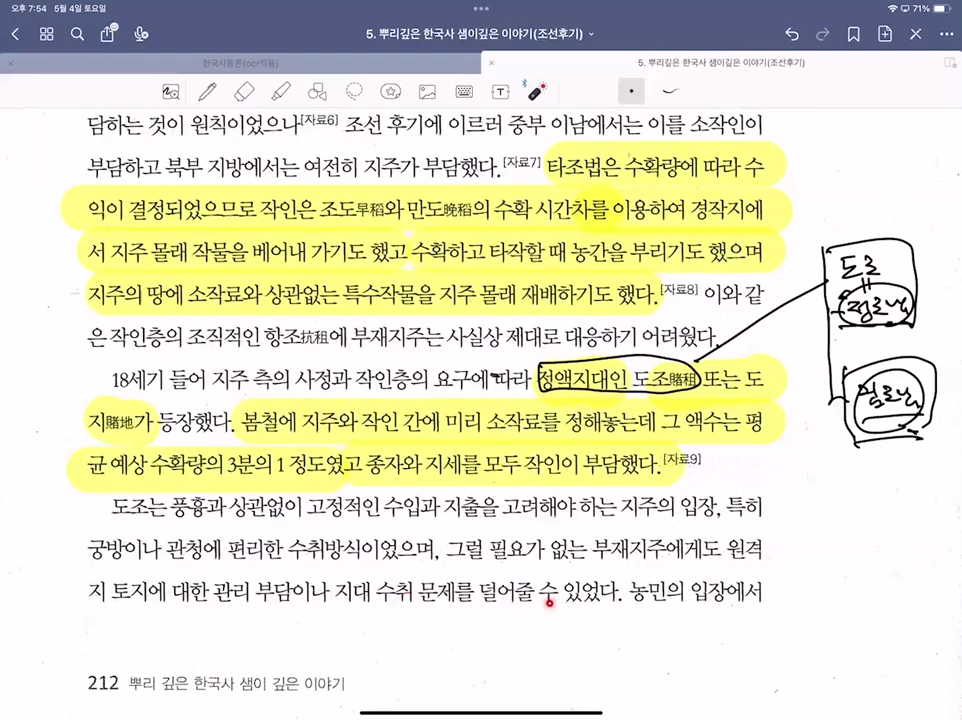 오후 7:54 5월 4일 토요일
71%
5. 뿌리깊은 한국사 샘이깊은 이야기(조선후기)
한국사통론(ocr적용)
5. 뿌리깊은 한국사 샘이깊은 이야기(조선후기)
담하는 것이 원칙이었으나[자료6] 조선 후기에 이르러 중부 이남에서는 이를 소작인이
부담하고 북부 지방에서는 여전히 지주가 부담했다.[자료7] 타조법은 수확량에 따라 수
익이 결정되었으므로 작인은 조도早稻와 만도晩稻의 수확 시간차를 이용하여 경작지에
서 지주 몰래 작물을 베어내 가기도 했고 수확하고 타작할 때 농간을 부리기도 했으며
지주의 땅에 소작료와 상관없는 특수작물을 지주 몰래 재배하기도 했다.[자료8] 이와 같
은 작인층의 조직적인 항조抗租에 부재지주는 사실상 제대로 대응하기 어려웠다.
18세기 들어 지주 측의 사정과 작인층의 요구에 따라 정액지대인 도조賭租 또는 도
지賭地가 등장했다. 봄철에 지주와 작인 간에 미리 소작료를 정해놓는데 그 액수는 평
균 예상 수확량의 3분의 1 정도였고 종자와 지세를 모두 작인이 부담했다.[자료9]
도조는 풍흉과 상관없이 고정적인 수입과 지출을 고려해야 하는 지주의 입장, 특히
궁방이나 관청에 편리한 수취방식이었으며, 그럴 필요가 없는 부재지주에게도 원격
지 토지에 대한 관리 부담이나 지대 수취 문제를 덜어줄 수 있었다. 농민의 입장에서
212 뿌리 깊은 한국사 샘이 깊은 이야기